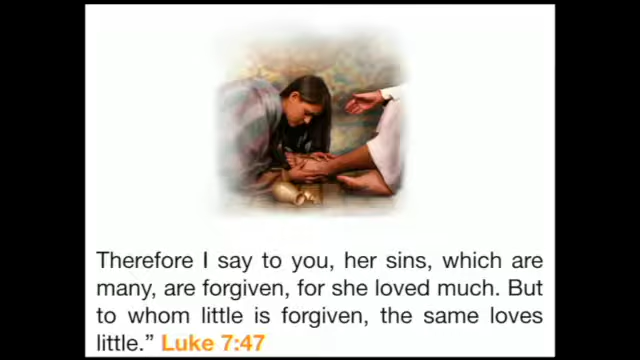 Therefore I say to you, her sins, which are
many, are forgiven, for she loved much. But
to whom little is forgiven, the same loves
little.” Luke 7:47